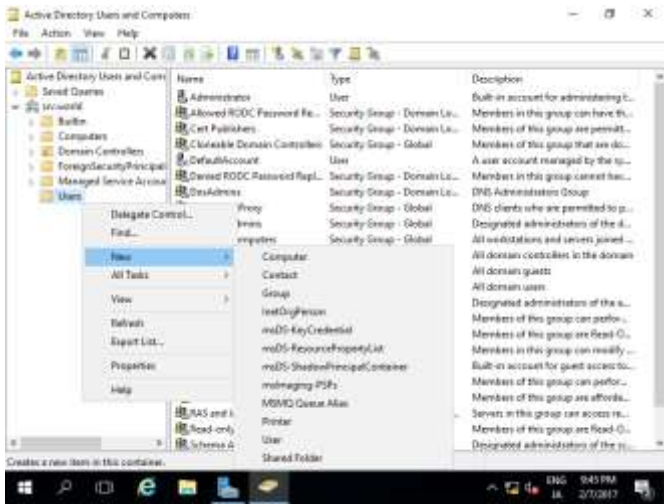 Active Directory Users and Computers
File Action View Help
Active Directory Users and Com
Saved Queries
srv.world
Builtin
Computers
Domain Controllers
ForeignSecurityPrincipal
Managed Service Accou
Users
Name Type Description
Administrator User Built-in account for administering t...
Allowed RODC Password Re... Security Group - Domain Lo... Members in this group can have th...
Cert Publishers Security Group - Domain Lo... Members of this group are permitt...
Cloneable Domain Controllers Security Group - Global Members of this group that are do...
DefaultAccount User A user account managed by the sy...
Denied RODC Password Repl... Security Group - Domain Lo... Members in this group cannot hav...
DnsAdmins Security Group - Domain Lo... DNS Administrators Group
Proxy Security Group - Global DNS clients who are permitted to p...
Security Group - Global Designated administrators of the d...
mputers Security Group - Global All workstations and servers joined ...
All domain controllers in the domain
All domain guests
All domain users
Designated administrators of the e...
Members of this group can perfor...
Members of this group are Read-O...
Members in this group can modify ...
Built-in account for guest access to...
Members of this group can perfor...
Members of this group are afforde...
RAS and I Servers in this group can access re...
Read-only Members of this group are Read-O...
Schema A Designated administrators of the sc...
Delegate Control...
Find...
New
All Tasks
View
Refresh
Export List...
Properties
Help
Computer
Contact
Group
InetOrgPerson
msDS-KeyCredential
msDS-ResourcePropertyList
msDS-ShadowPrincipalContainer
msImaging-PSPs
MSMQ Queue Alias
Printer
User
Shared Folder
Creates a new item in this container.
ENG 9:45 PM
2/7/2017